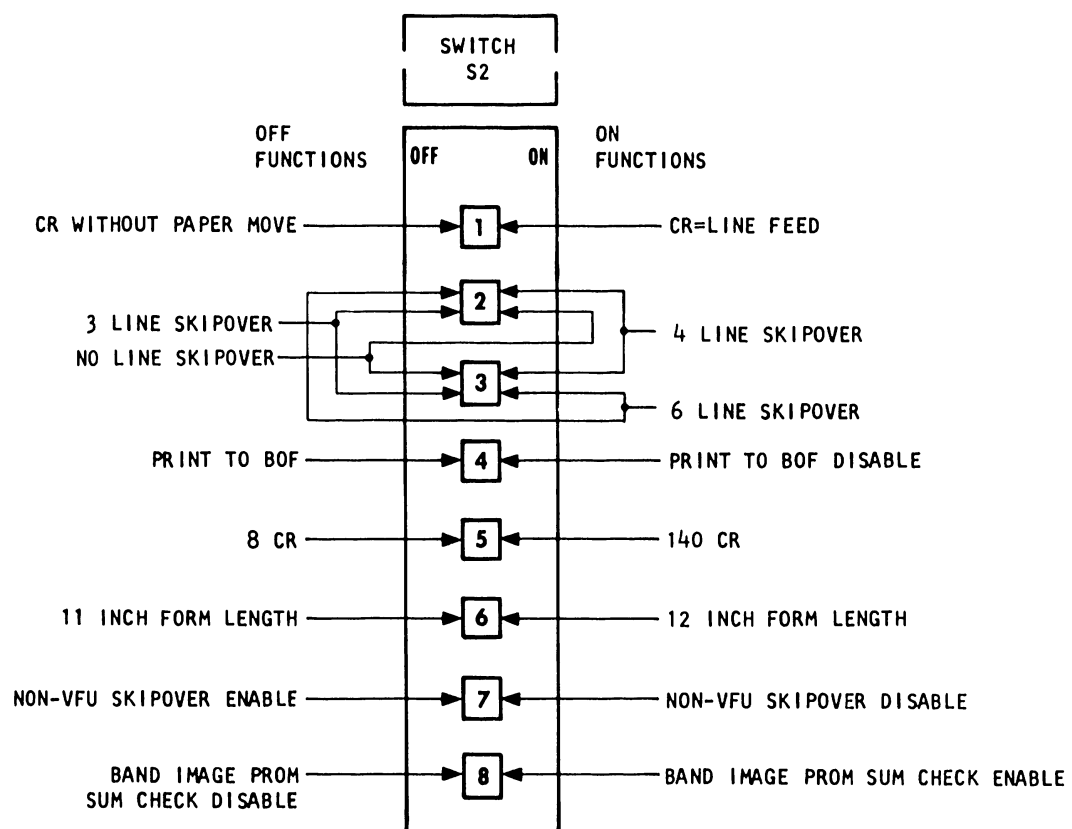 SWITCH
S2
OFF
FUNCTIONS
OFF
ON
ON
FUNCTIONS
CR WITHOUT PAPER MOVE
1
CR=LINE FEED
2
3 LINE SKIPOVER
4 LINE SKIPOVER
NO LINE SKIPOVER
3
6 LINE SKIPOVER
PRINT TO BOF
4
PRINT TO BOF DISABLE
8 CR
5
140 CR
11 INCH FORM LENGTH
6
12 INCH FORM LENGTH
NON-VFU SKIPOVER ENABLE
7
NON-VFU SKIPOVER DISABLE
BAND IMAGE PROM
SUM CHECK DISABLE
8
BAND IMAGE PROM SUM CHECK ENABLE